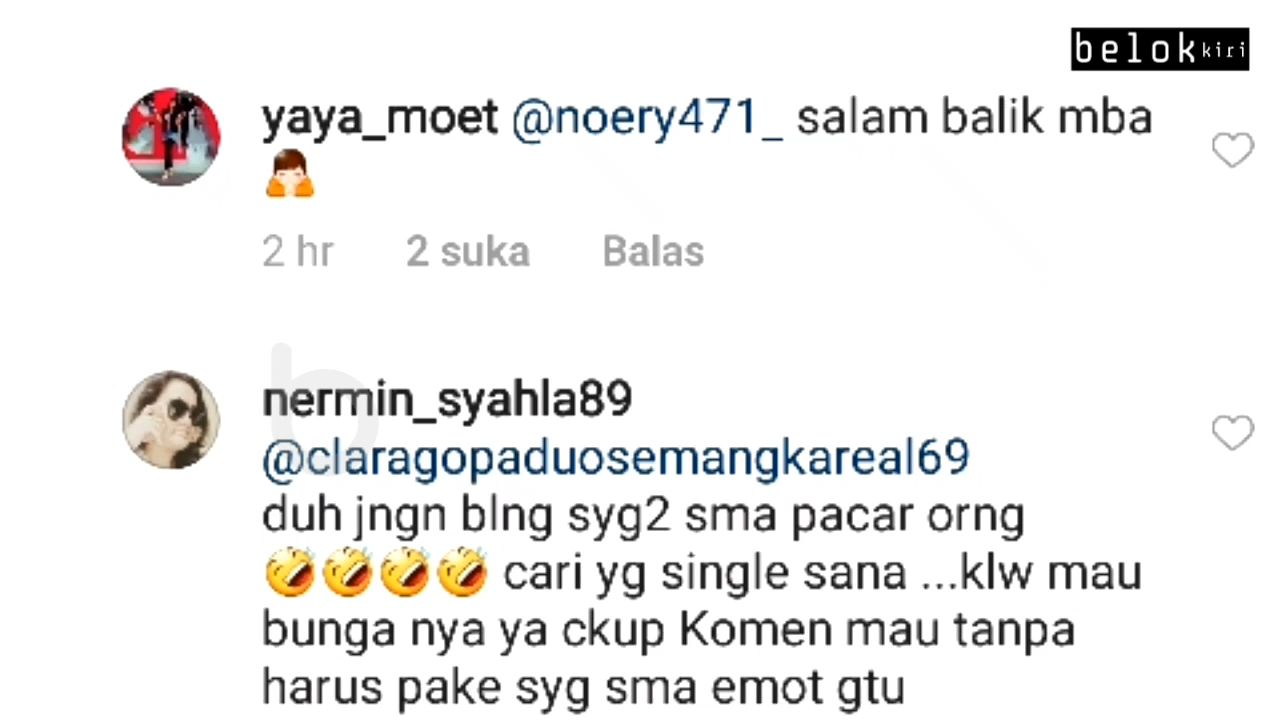 belok kiri
yaya_moet @noery471_ salam balik mba
2 hr 2 suka Balas
nermin_syahla89
@claragopaduosemangkareal69
duh jngn blng syg2 sma pacar orng
🤣🤣🤣🤣 cari yg single sana ...klw mau
bunga nya ya ckup Komen mau tanpa
harus pake syg sma emot gtu